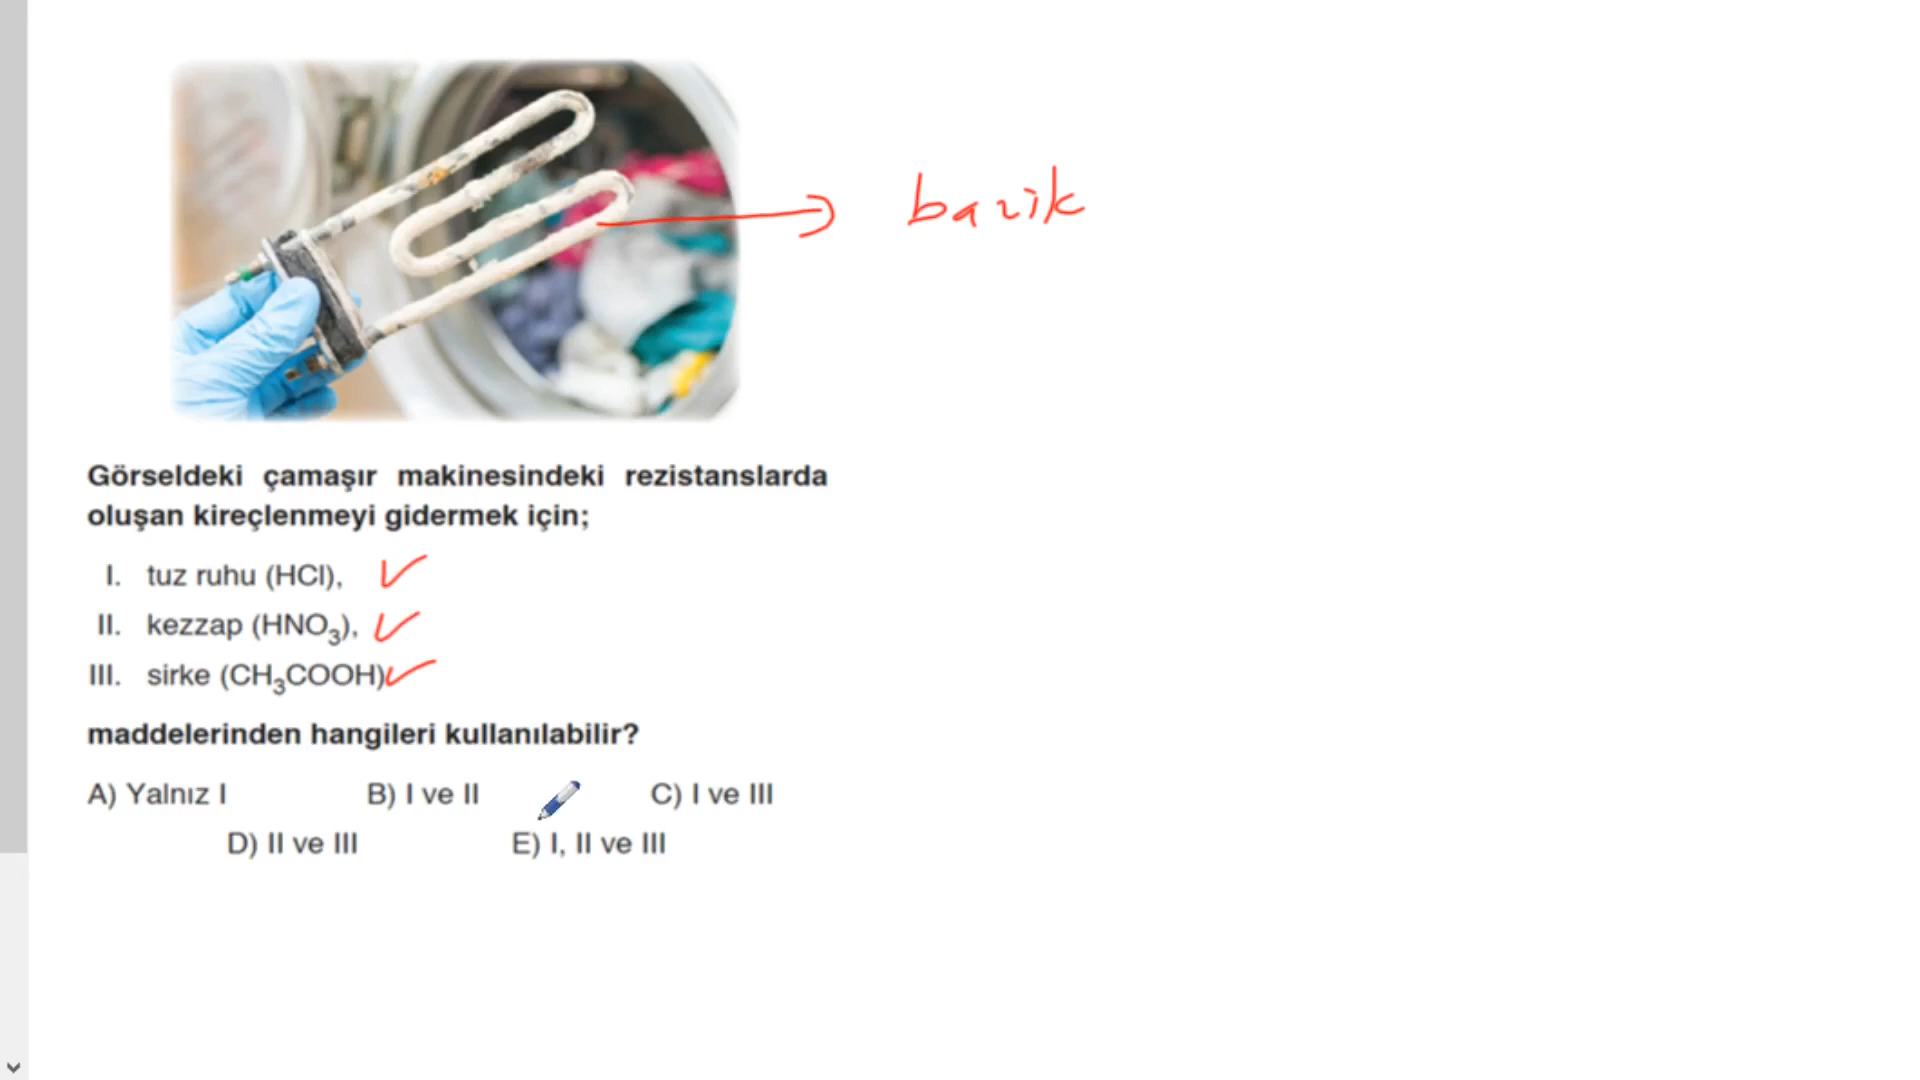 bazik
Görseldeki çamaşır makinesindeki rezistanslarda
oluşan kireçlenmeyi gidermek için;
I. tuz ruhu (HCl),
II. kezzap (HNO₃),
III. sirke (CH₃COOH)
maddelerinden hangileri kullanılabilir?
A) Yalnız I B) I ve II C) I ve III
D) II ve III E) I, II ve III